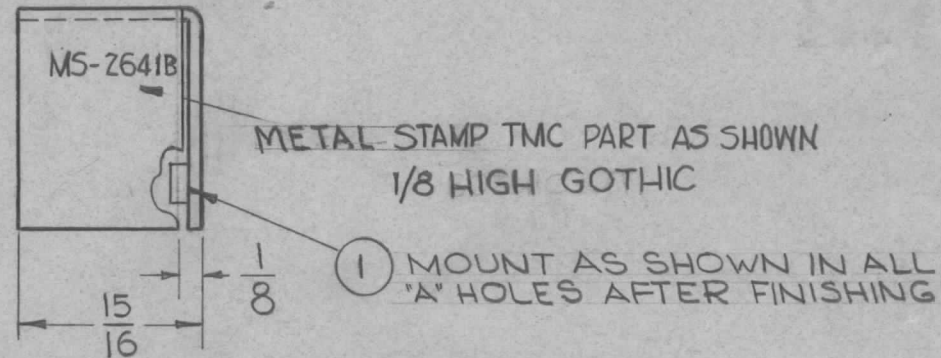 MS-2641B
METAL STAMP TMC PART AS SHOWN
1/8 HIGH GOTHIC
1 MOUNT AS SHOWN IN ALL
"A" HOLES AFTER FINISHING
1/8
15/16